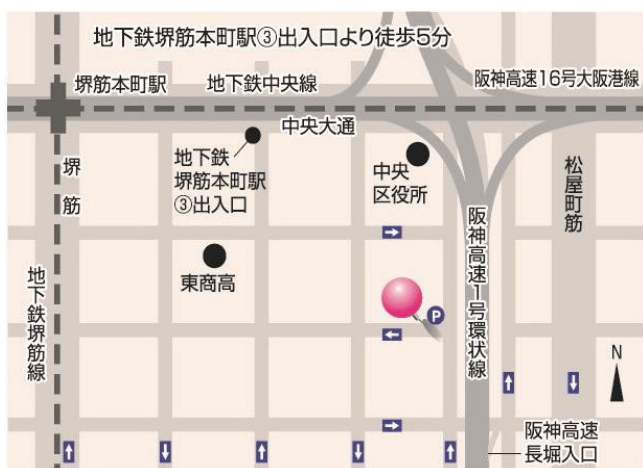 地下鉄堺筋本町駅③出入口より徒歩5分
堺筋本町駅
地下鉄中央線
阪神高速16号大阪港線
中央大通
地下鉄
堺筋本町駅
③出入口
中央
区役所
堺筋
松屋町筋
東商高
地下鉄堺筋線
阪神高速1号環状線
P
N
阪神高速
長堀入口